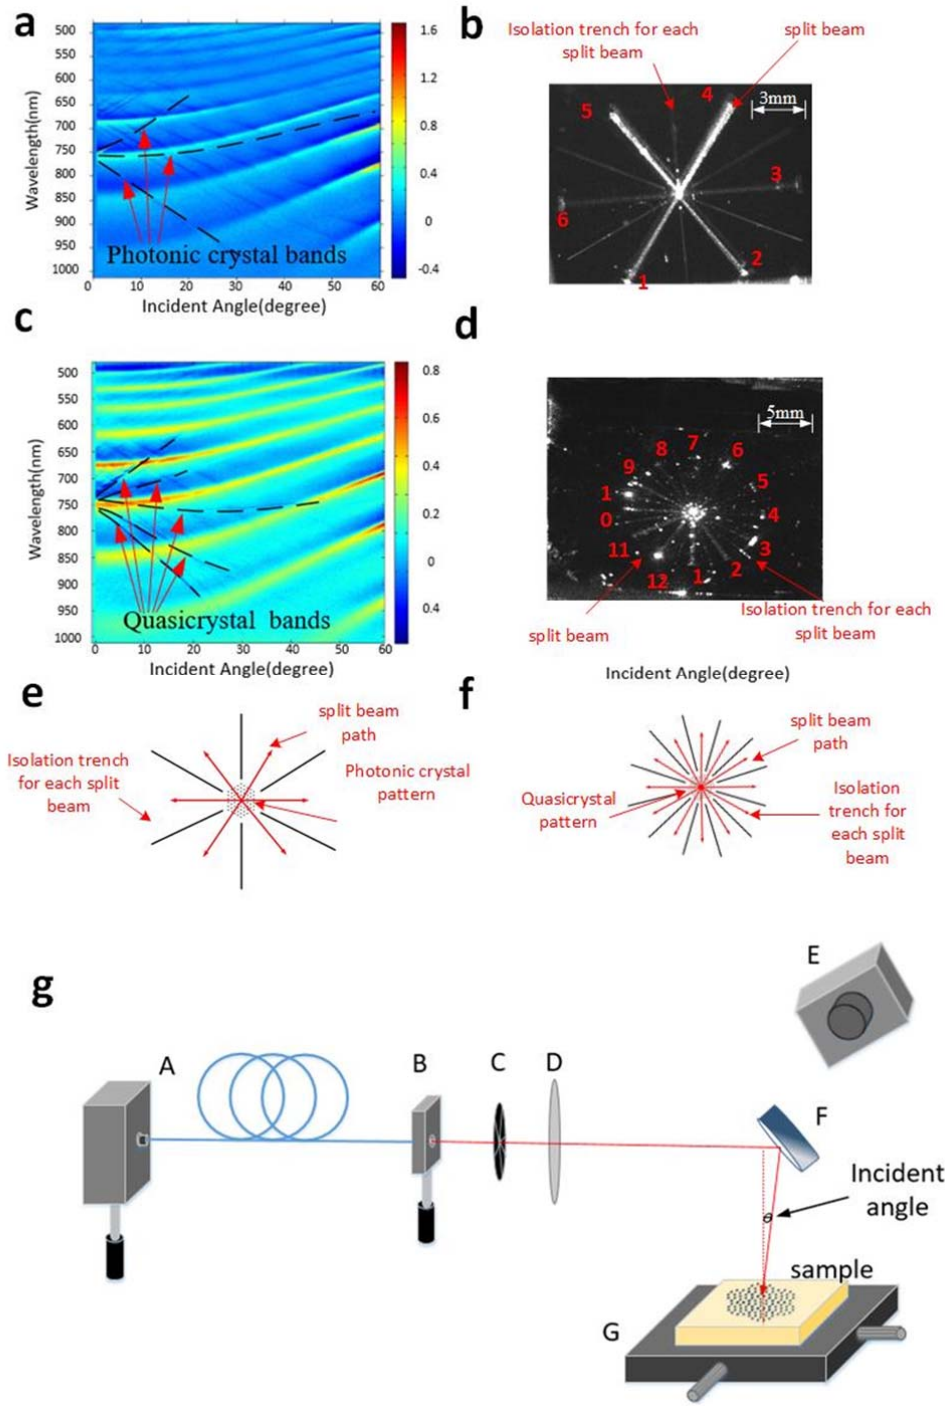 a
500
550
600
650
700
750
800
850
900
950
1000
Wavelength(nm)
0
10
20
30
40
50
60
Incident Angle(degree)
Photonic crystal bands
1.6
1.2
0.8
0.4
0
-0.4
b
Isolation trench for each
split beam
split beam
3mm
5
4
3
6
2
1
c
500
550
600
650
700
750
800
850
900
950
1000
Wavelength(nm)
0
10
20
30
40
50
60
Incident Angle(degree)
Quasicrystal bands
0.8
0.6
0.4
0.2
0
0.4
d
5mm
7
8
6
9
5
1
0
4
11
3
2
12
1
split beam
Isolation trench for each
split beam
Incident Angle(degree)
e
split beam
path
Isolation trench
for each split
beam
Photonic crystal
pattern
f
split beam
path
Quasicrystal
pattern
Isolation
trench for
each split
beam
g
A
B
C
D
E
F
Incident
angle
θ
sample
G